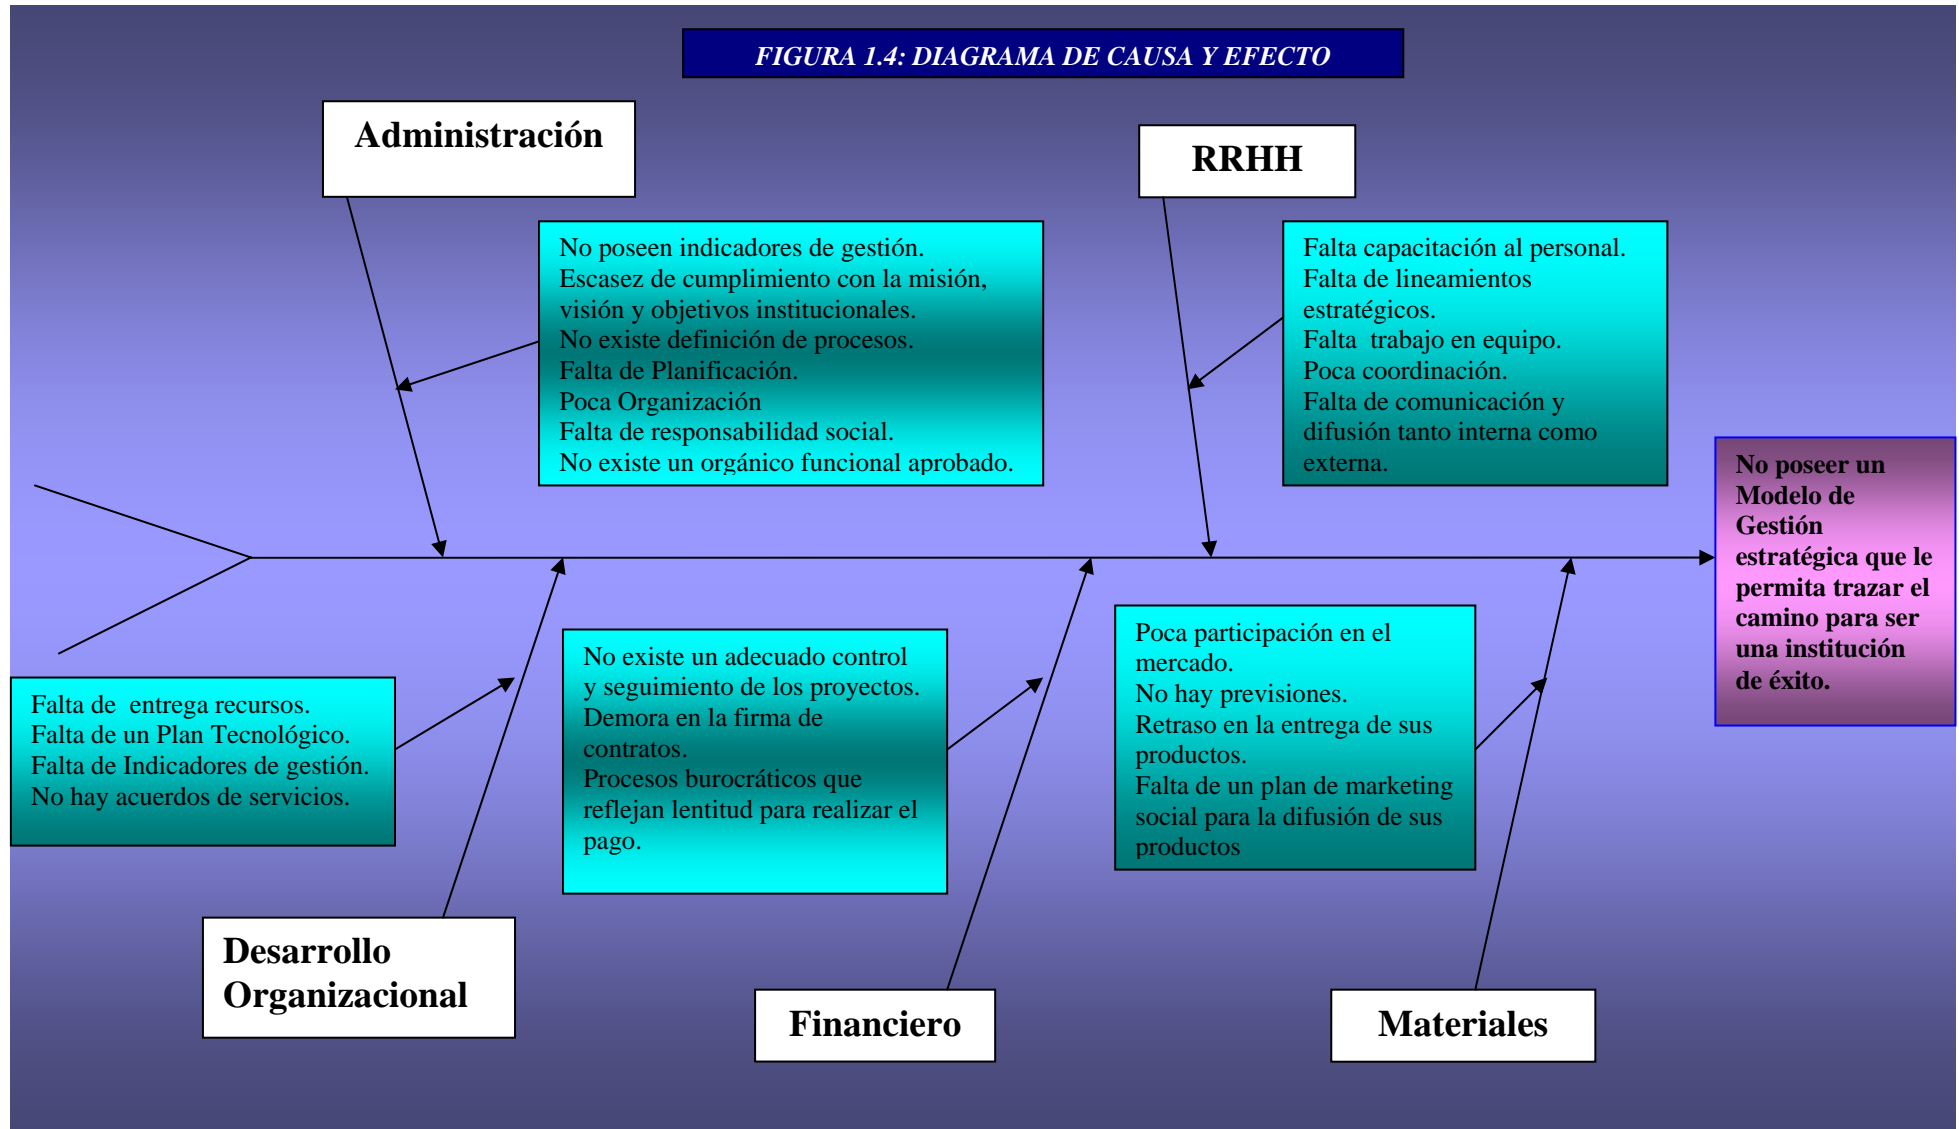 FIGURA 1.4: DIAGRAMA DE CAUSA Y EFECTO
Administración
RRHH
No poseen indicadores de gestión.
Escasez de cumplimiento con la misión,
visión y objetivos institucionales.
No existe definición de procesos.
Falta de Planificación.
Poca Organización
Falta de responsabilidad social.
No existe un orgánico funcional aprobado.
Falta capacitación al personal.
Falta de lineamientos
estratégicos.
Falta  trabajo en equipo.
Poca coordinación.
Falta de comunicación y
difusión tanto interna como
externa.
No poseer un
Modelo de
Gestión
estratégica que le
permita trazar el
camino para ser
una institución
de éxito.
Falta de  entrega recursos.
Falta de un Plan Tecnológico.
Falta de Indicadores de gestión.
No hay acuerdos de servicios.
No existe un adecuado control
y seguimiento de los proyectos.
Demora en la firma de
contratos.
Procesos burocráticos que
reflejan lentitud para realizar el
pago.
Poca participación en el
mercado.
No hay previsiones.
Retraso en la entrega de sus
productos.
Falta de un plan de marketing
social para la difusión de sus
productos
Desarrollo
Organizacional
Financiero
Materiales